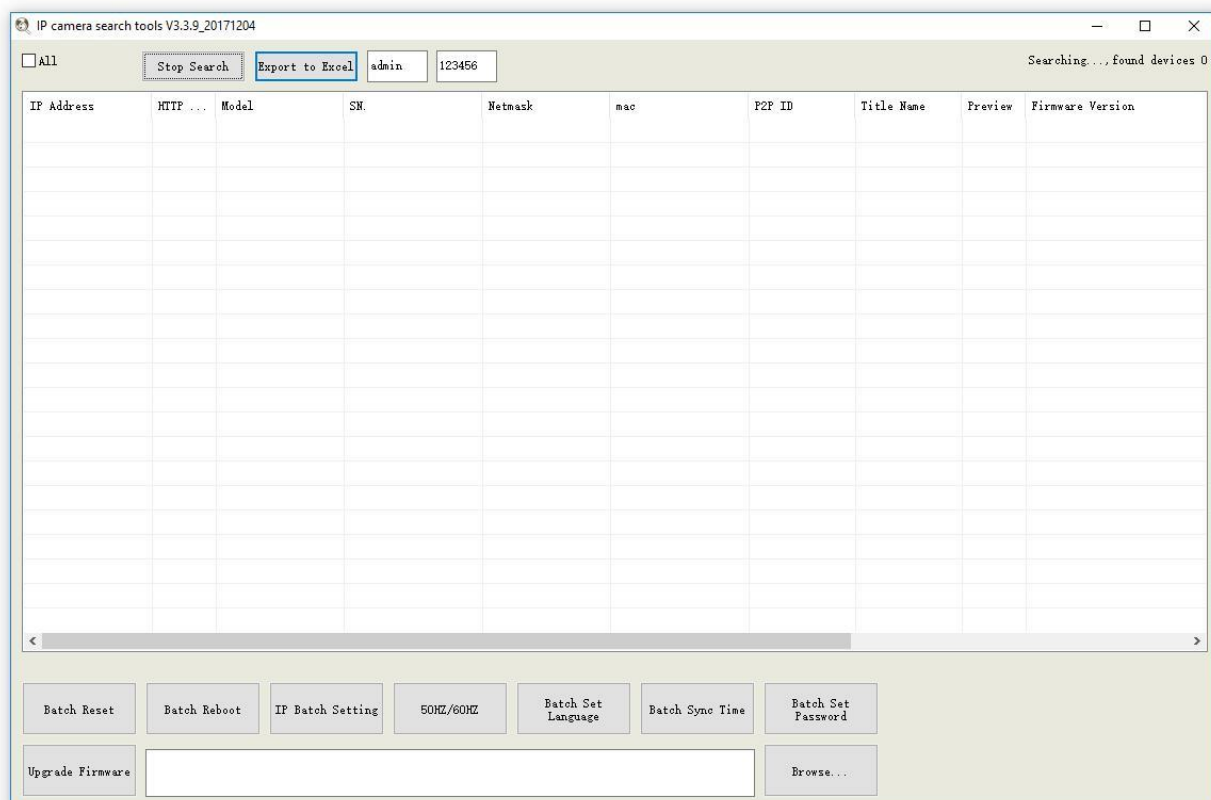 IP camera search tools V3.3.9_20171204
All
Stop Search
Export to Excel
admin
123456
Searching...,found devices 0
IP Address HTTP ... Model SN. Netmask mac P2P ID Title Name Preview Firmware Version
Batch Reset
Batch Reboot
IP Batch Setting
50HZ/60HZ
Batch Set
Language
Batch Sync Time
Batch Set
Password
Upgrade Firmware
Browse...